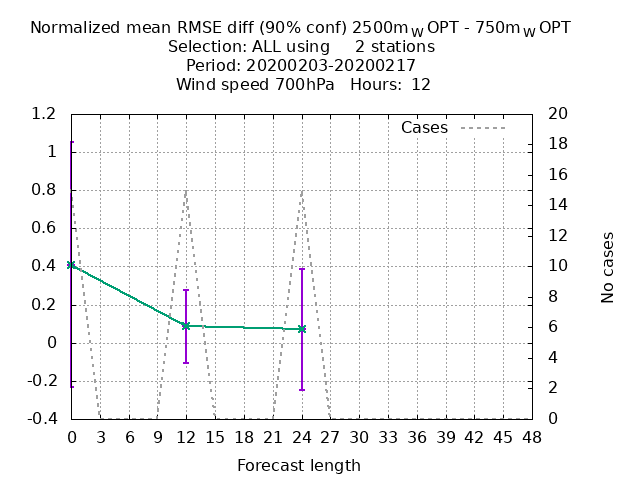 Normalized mean RMSE diff (90% conf) 2500m_W OPT - 750m_W OPT
Selection: ALL using     2 stations
Period: 20200203-20200217
Wind speed 700hPa   Hours: 12
Cases
1.2
1
0.8
0.6
0.4
0.2
0
-0.2
-0.4
20
18
16
14
12
10
8
6
4
2
0
No cases
0 3 6 9 12 15 18 21 24 27 30 33 36 39 42 45 48
Forecast length